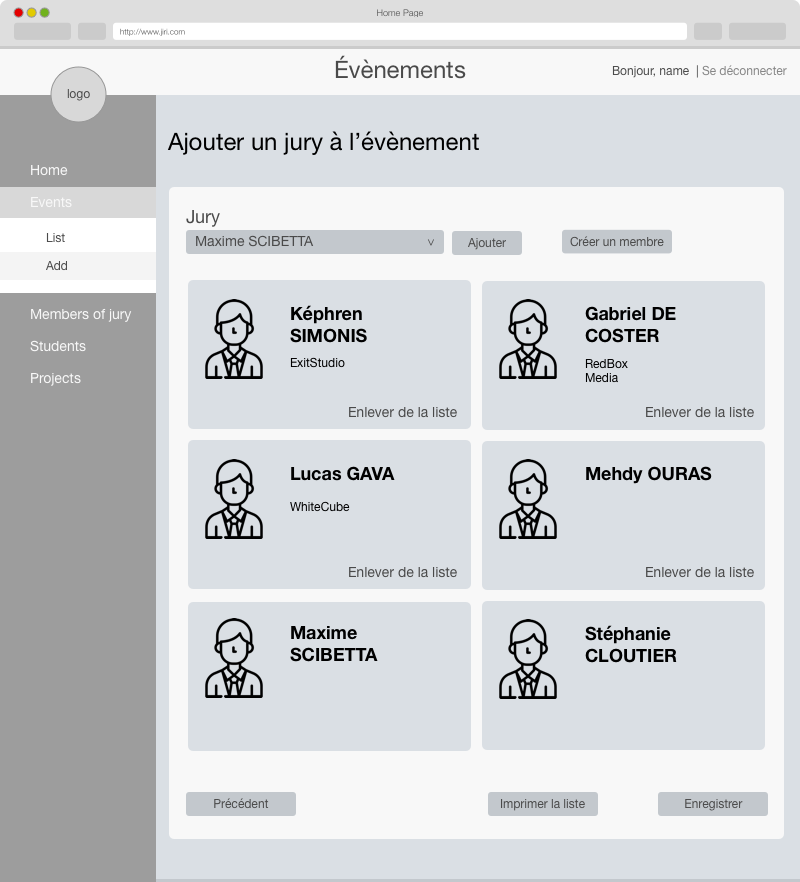 Home Page
http://www.jiri.com
Évènements
Bonjour, name | Se déconnecter
logo
Home
Events
List
Add
Members of jury
Students
Projects
Ajouter un jury à l’évènement
Jury
Maxime SCIBETTA v
Ajouter
Créer un membre
Képhren
SIMONIS
ExitStudio
Enlever de la liste
Gabriel DE
COSTER
RedBox
Media
Enlever de la liste
Lucas GAVA
WhiteCube
Enlever de la liste
Mehdy OURAS
Enlever de la liste
Maxime
SCIBETTA
Stéphanie
CLOUTIER
Précédent
Imprimer la liste
Enregistrer